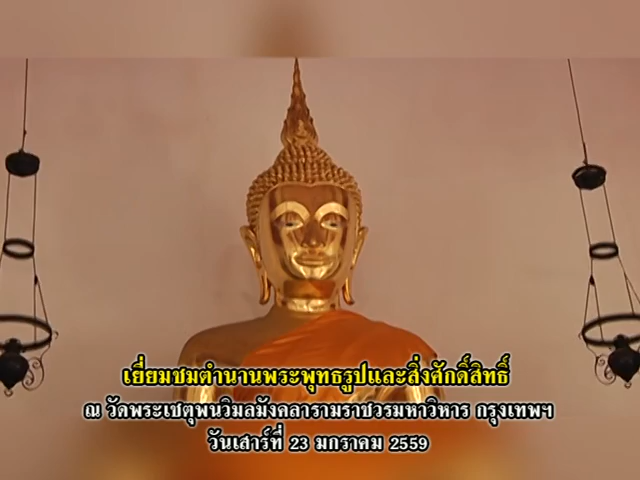 เยี่ยมชมตำนานพระพุทธรูปและสิ่งศักดิ์สิทธิ์
ณ วัดพระเชตุพนวิมลมังคลารามราชวรมหาวิหาร กรุงเทพฯ
วันเสาร์ที่ 23 มกราคม 2559